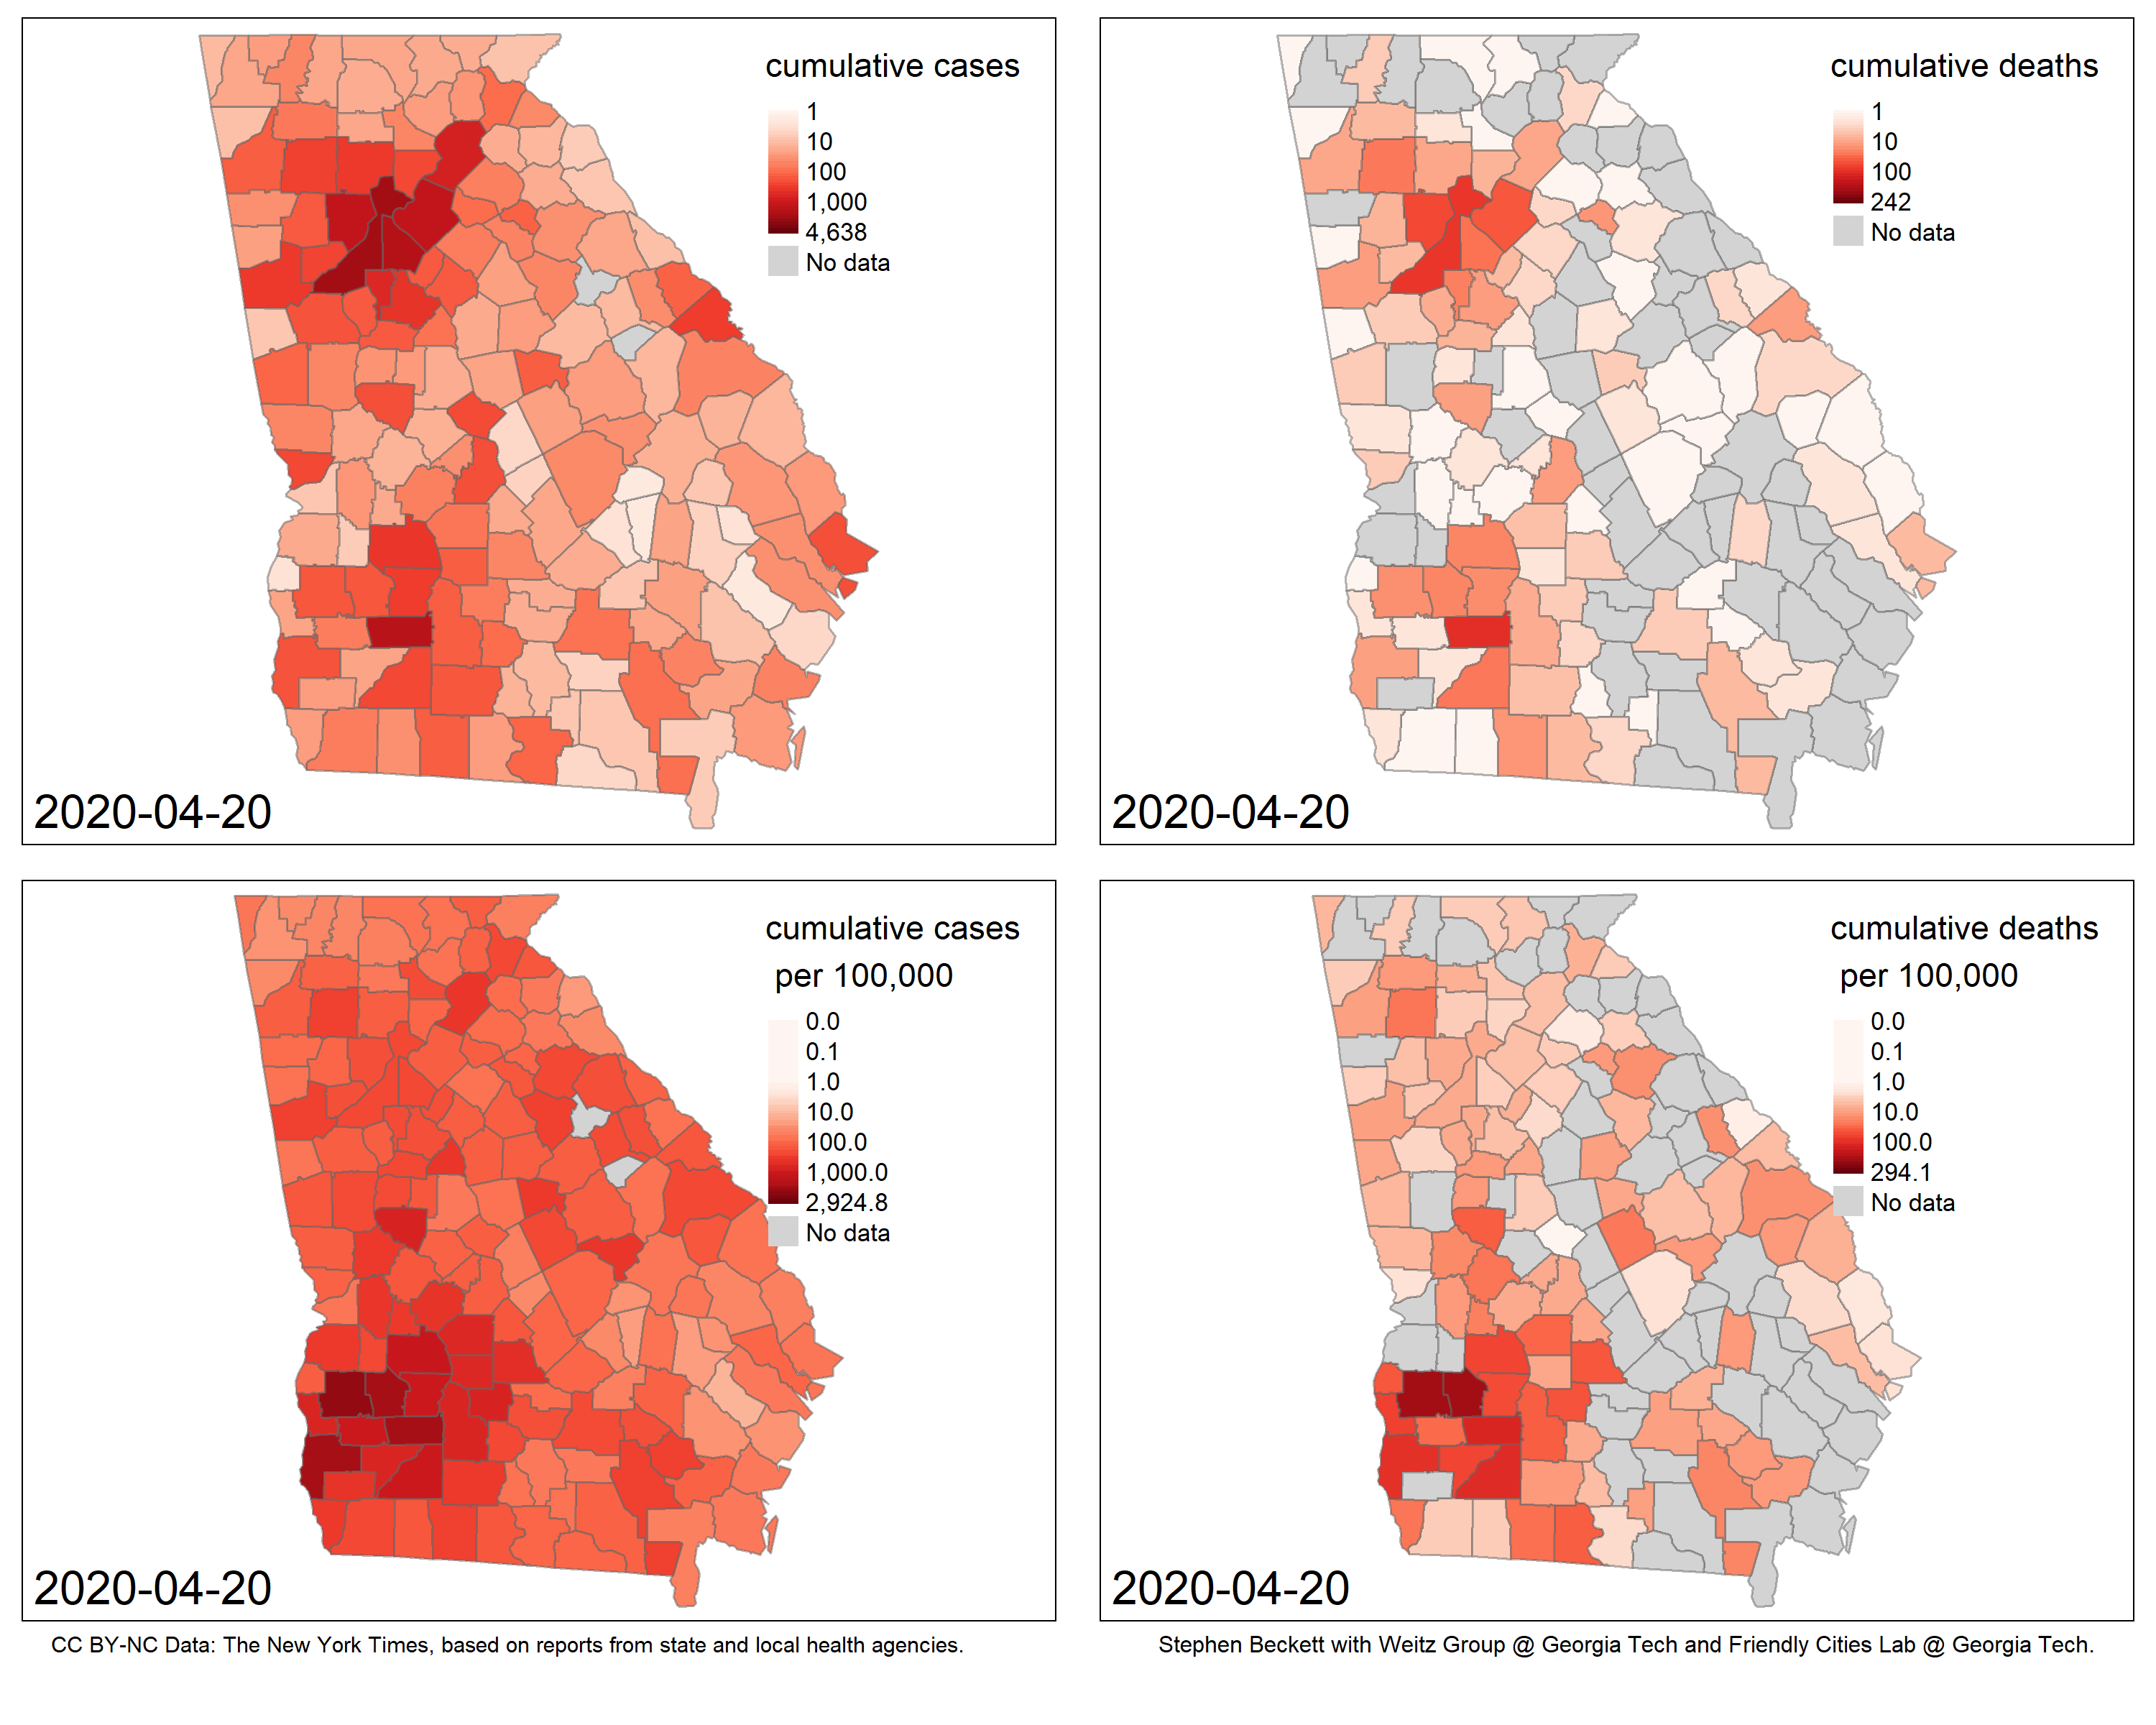 cumulative cases
1
10
100
1,000
4,638
No data
2020-04-20
cumulative deaths
1
10
100
242
No data
2020-04-20
cumulative cases
per 100,000
0.0
0.1
1.0
10.0
100.0
1,000.0
2,924.8
No data
2020-04-20
cumulative deaths
per 100,000
0.0
0.1
1.0
10.0
100.0
294.1
No data
2020-04-20
CC BY-NC Data: The New York Times, based on reports from state and local health agencies.
Stephen Beckett with Weitz Group @ Georgia Tech and Friendly Cities Lab @ Georgia Tech.